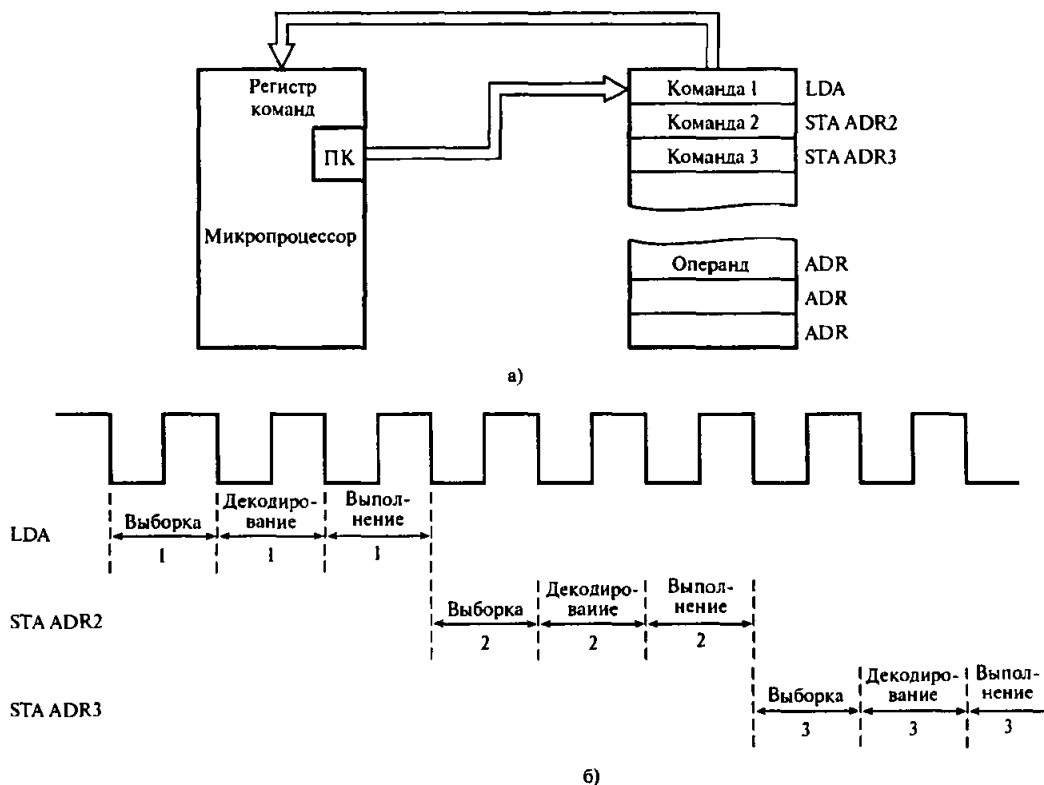 Регистр
команд
ПК
Микропроцессор
Команда 1 LDA
Команда 2 STA ADR2
Команда 3 STA ADR3
Операнд ADR
ADR
ADR
а)
LDA
Выборка
1
Декодиро-
вание
1
Выпол-
нение
1
STA ADR2
Выборка
2
Декодиро-
вание
2
Выпол-
нение
2
STA ADR3
Выборка
3
Декодиро-
вание
3
Выпол-
нение
3
б)